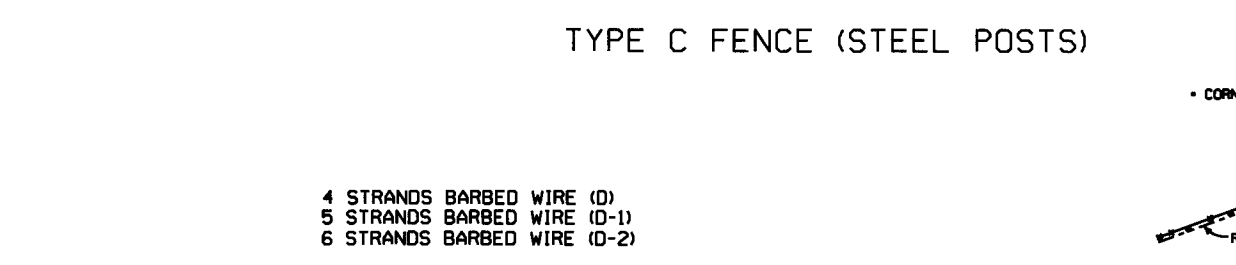 TYPE C FENCE (STEEL POSTS)
4 STRANDS BARBED WIRE (D)
5 STRANDS BARBED WIRE (D-1)
6 STRANDS BARBED WIRE (D-2)